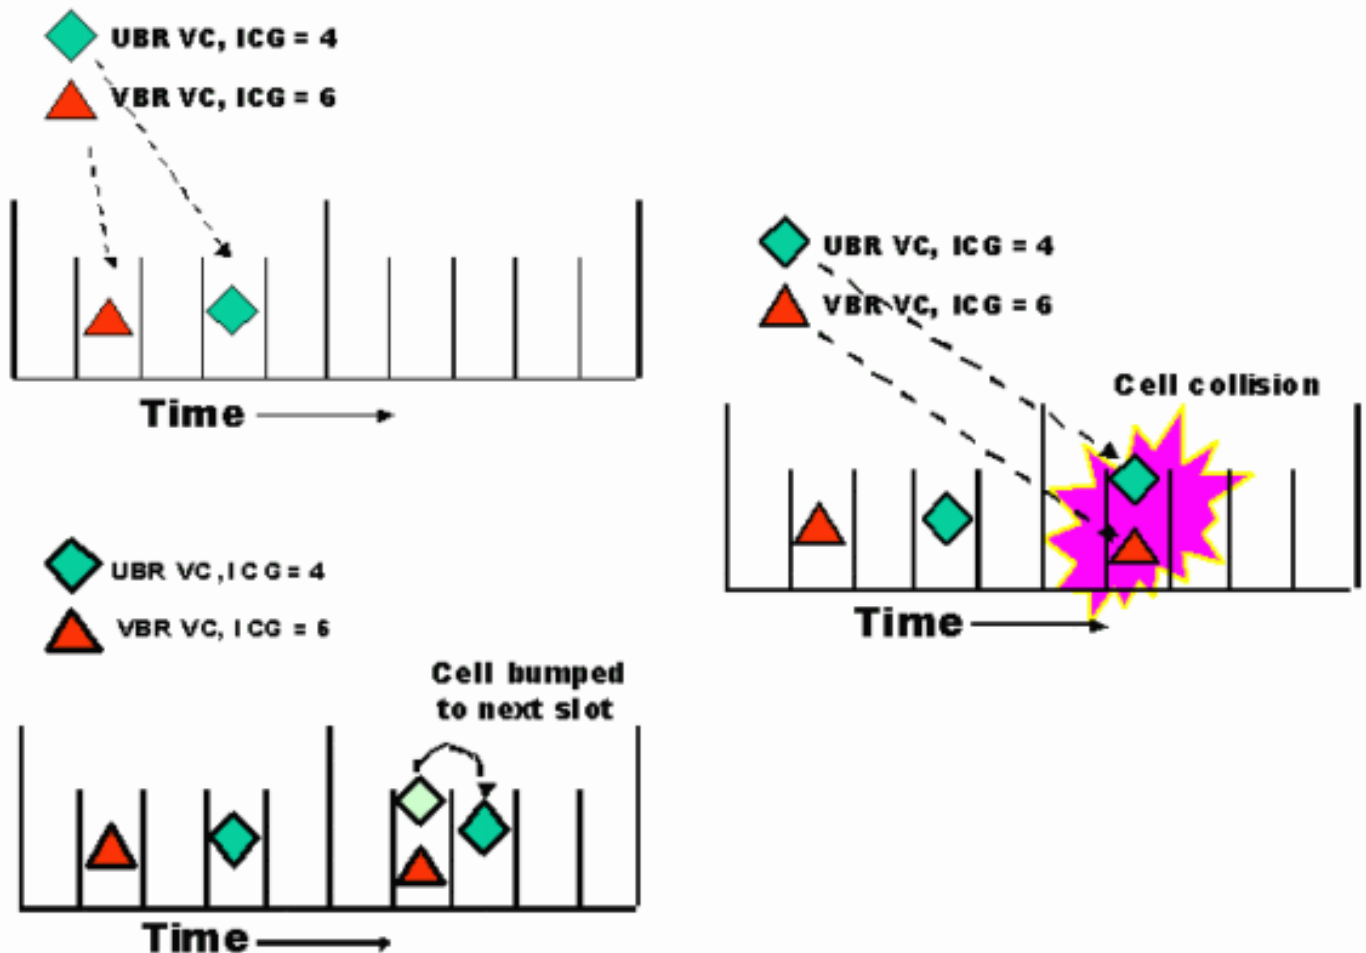 UBR VC, ICG = 4
VBR VC, ICG = 6
Time
UBR VC, ICG = 4
VBR VC, ICG = 6
Cell collision
Time
UBR VC, ICG = 4
VBR VC, ICG = 6
Cell bumped
to next slot
Time